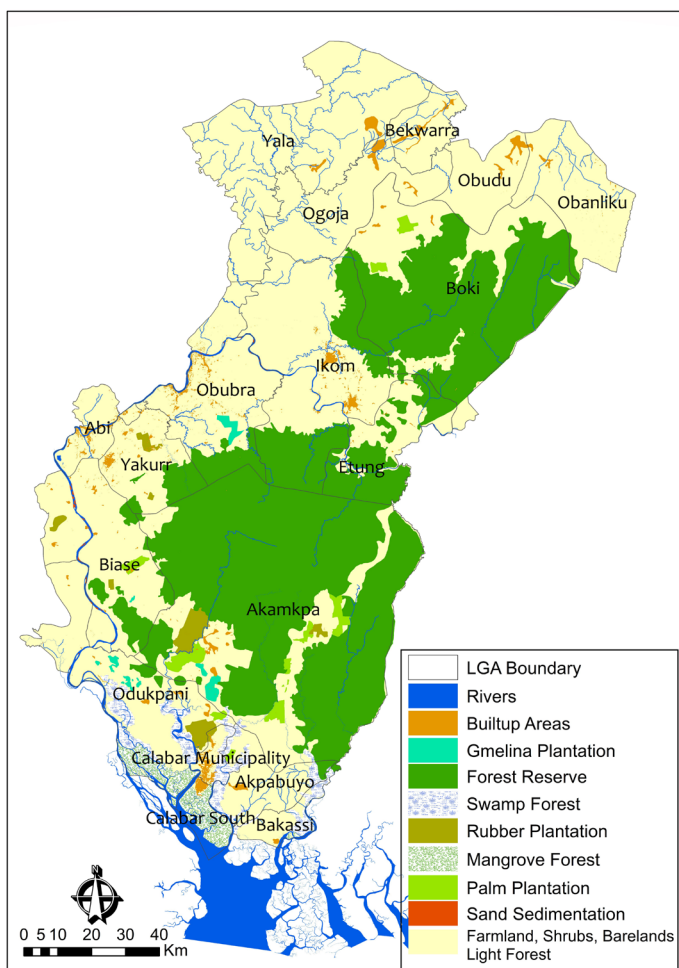 Yala
Bekwarra
Obudu
Obanliku
Ogoja
Boki
Ikom
Obubra
Abi
Yakurr
Etung
Biase
Akamkpa
Odukpani
Calabar Municipality
Akpabuyo
Calabar South
Bakassi
LGA Boundary
Rivers
Builtup Areas
Gmelina Plantation
Forest Reserve
Swamp Forest
Rubber Plantation
Mangrove Forest
Palm Plantation
Sand Sedimentation
Farmland, Shrubs, Barelands
Light Forest
0 5 10 20 30 40
Km